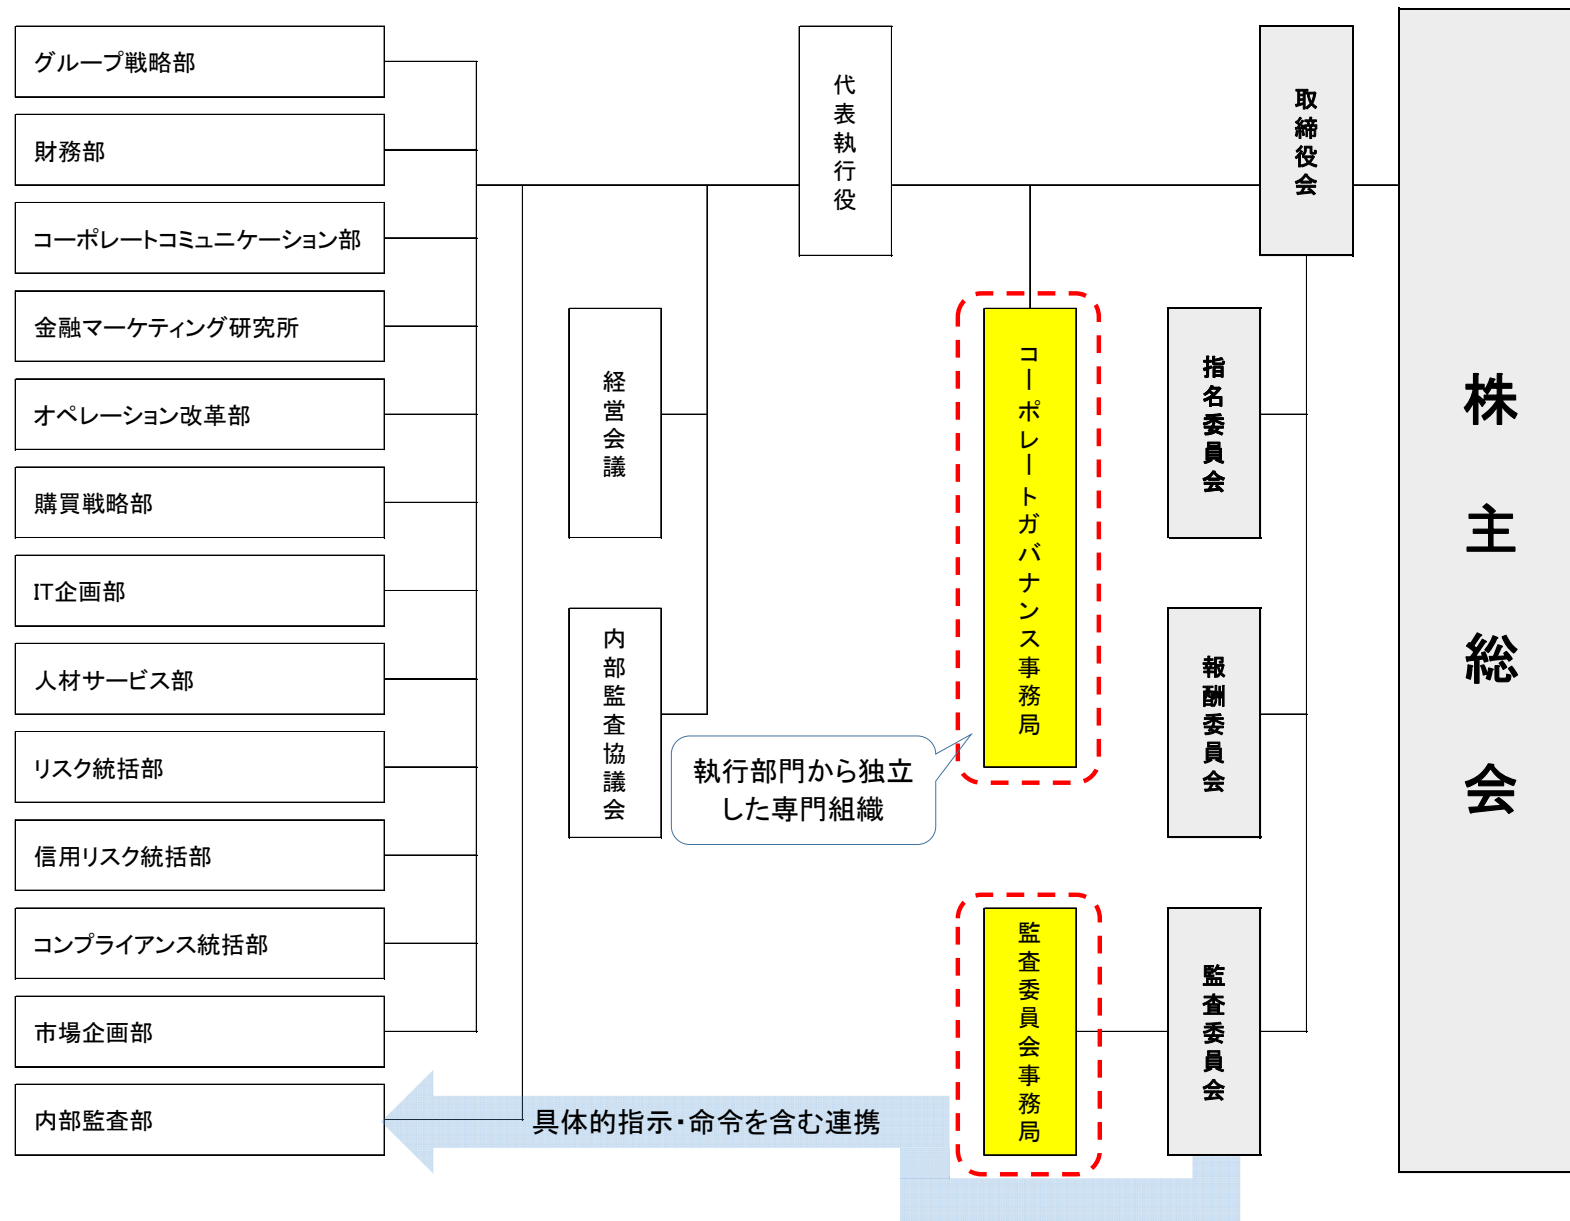 グループ戦略部
財務部
コーポレートコミュニケーション部
金融マーケティング研究所
オペレーション改革部
購買戦略部
IT企画部
人材サービス部
リスク統括部
信用リスク統括部
コンプライアンス統括部
市場企画部
内部監査部
経営会議
内部監査協議会
代表執行役
コーポレートガバナンス事務局
執行部門から独立
した専門組織
監査委員会事務局
取締役会
指名委員会
報酬委員会
監査委員会
株主総会
具体的指示・命令を含む連携